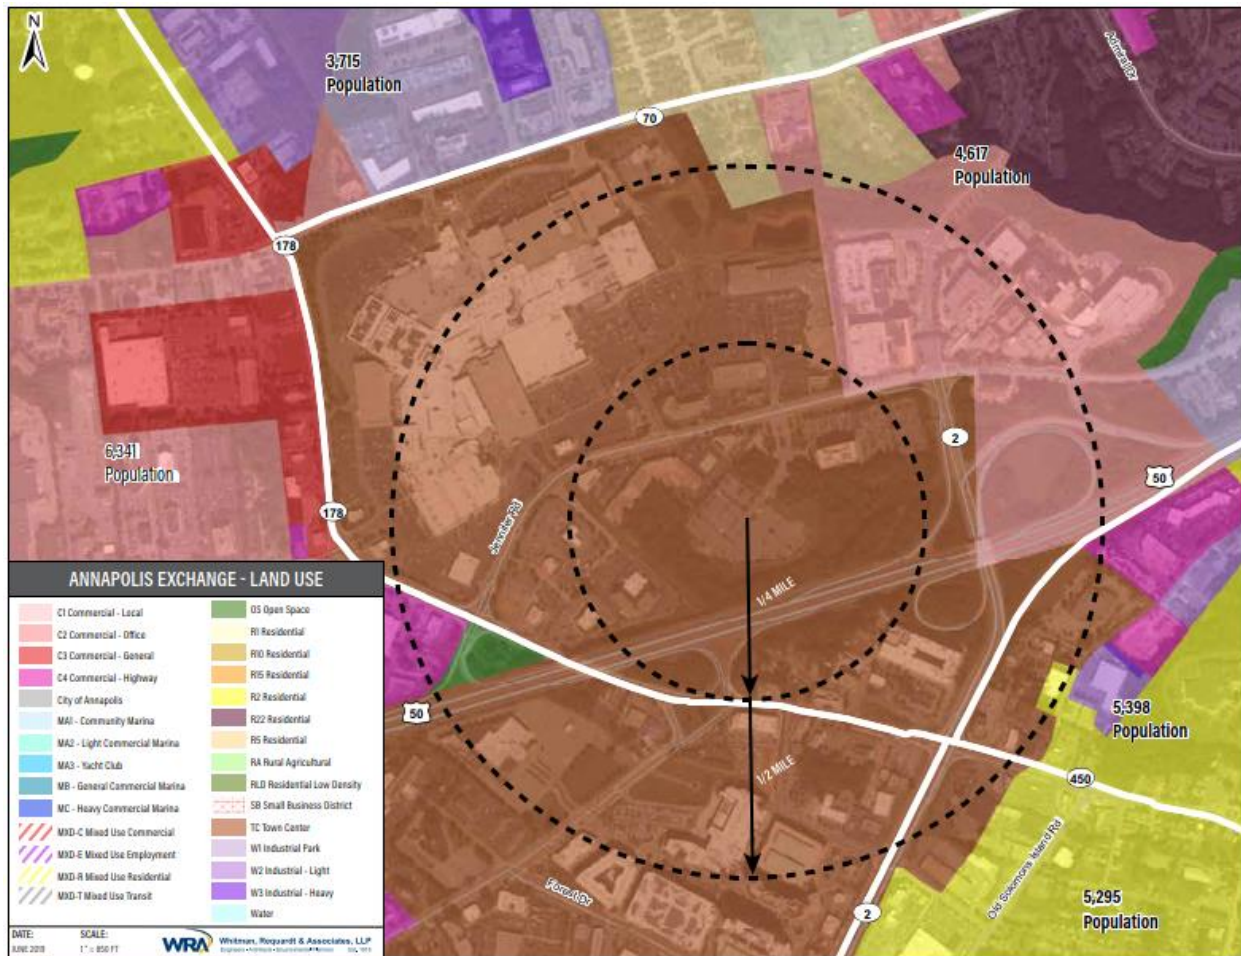 N
3,715
Population
Admiral Dr
70
4,617
Population
178
2
50
6,341
Population
178
Jennifer Rd
1/4 MILE
50
5,398
Population
1/2 MILE
450
Forest Dr
Old Solomons Island Rd
5,295
Population
2
ANNAPOLIS EXCHANGE - LAND USE
C1 Commercial - Local
C2 Commercial - Office
C3 Commercial - General
C4 Commercial - Highway
City of Annapolis
MA1 - Community Marina
MA2 - Light Commercial Marina
MA3 - Yacht Club
MB - General Commercial Marina
MC - Heavy Commercial Marina
MXD-C Mixed Use Commercial
MXD-E Mixed Use Employment
MXD-R Mixed Use Residential
MXD-T Mixed Use Transit
OS Open Space
R1 Residential
R10 Residential
R15 Residential
R2 Residential
R22 Residential
R5 Residential
RA Rural Agricultural
RLD Residential Low Density
SB Small Business District
TC Town Center
W1 Industrial Park
W2 Industrial - Light
W3 Industrial - Heavy
Water
DATE:
SCALE:
1" = 850 FT
WRA
Whitman, Requardt & Associates, LLP